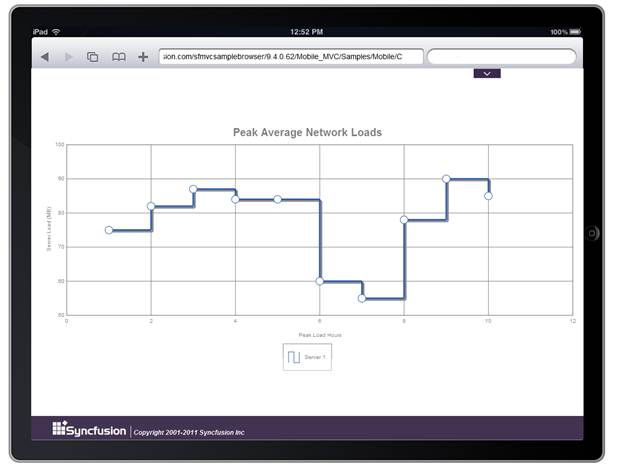 iPad
12:52 PM
100%
sion.com/sfmvcsamplebrowser/9.4.0.62/Mobile_MVC/Samples/Mobile/C
Peak Average Network Loads
Server Load (MB)
100
90
80
70
60
50
0 2 4 6 8 10 12
Peak Load Hours
Server 1
Syncfusion Copyright 2001-2011 Syncfusion Inc